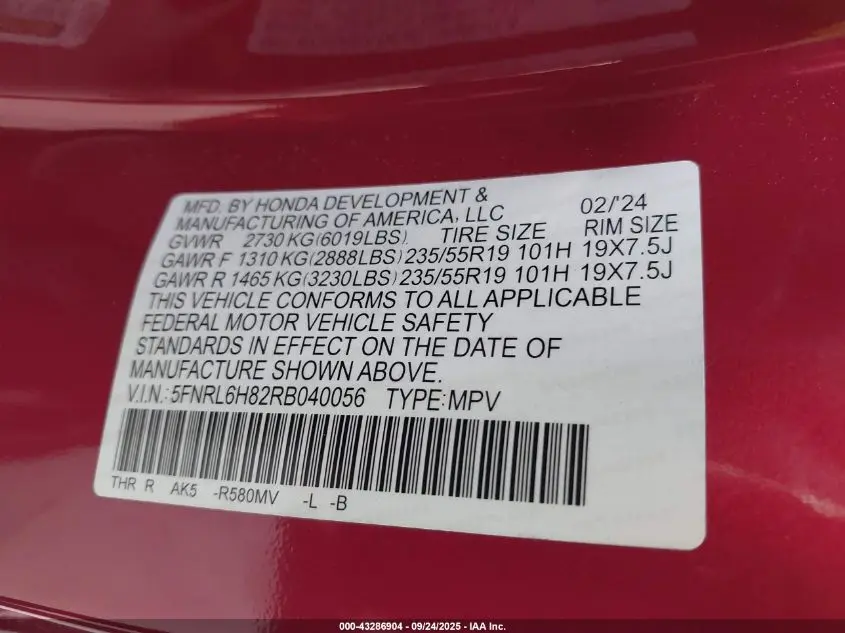 MFD. BY HONDA DEVELOPMENT &
MANUFACTURING OF AMERICA, LLC 02/'24
GVWR 2730 KG(6019LBS). TIRE SIZE RIM SIZE
GAWR F 1310 KG(2888LBS)235/55R19 101H 19X7.5J
GAWR R 1465 KG(3230LBS)235/55R19 101H 19X7.5J
THIS VEHICLE CONFORMS TO ALL APPLICABLE
FEDERAL MOTOR VEHICLE SAFETY
STANDARDS IN EFFECT ON THE DATE OF
MANUFACTURE SHOWN ABOVE.
V.I.N.: 5FNRL6H82RB040056 TYPE:MPV
THR R AK5 -R580MV -L -B
000-43286904 - 09/24/2025 - IAA Inc.